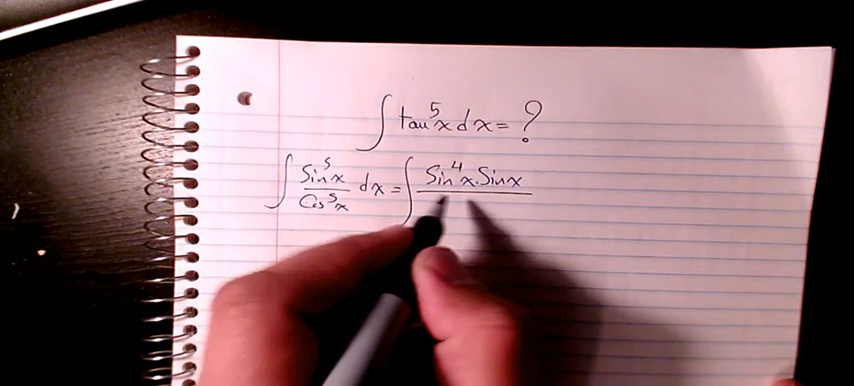 ∫ tan⁵x dx = ?
∫ Sin⁵x / Cos⁵x dx = ∫ Sin⁴x.Sinx